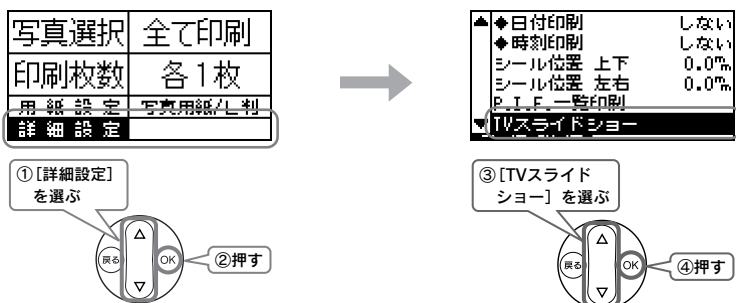 写真選択 全て印刷
印刷枚数 各1枚
用紙設定 写真用紙/L判
詳細設定
①[詳細設定]
を選ぶ
戻る
OK
②押す
◆日付印刷 しない
◆時刻印刷 しない
シール位置 上下 0.0㎜
シール位置 左右 0.0㎜
P.I.F.一覧印刷
TVスライドショー
③[TVスライド
ショー]を選ぶ
戻る
OK
④押す